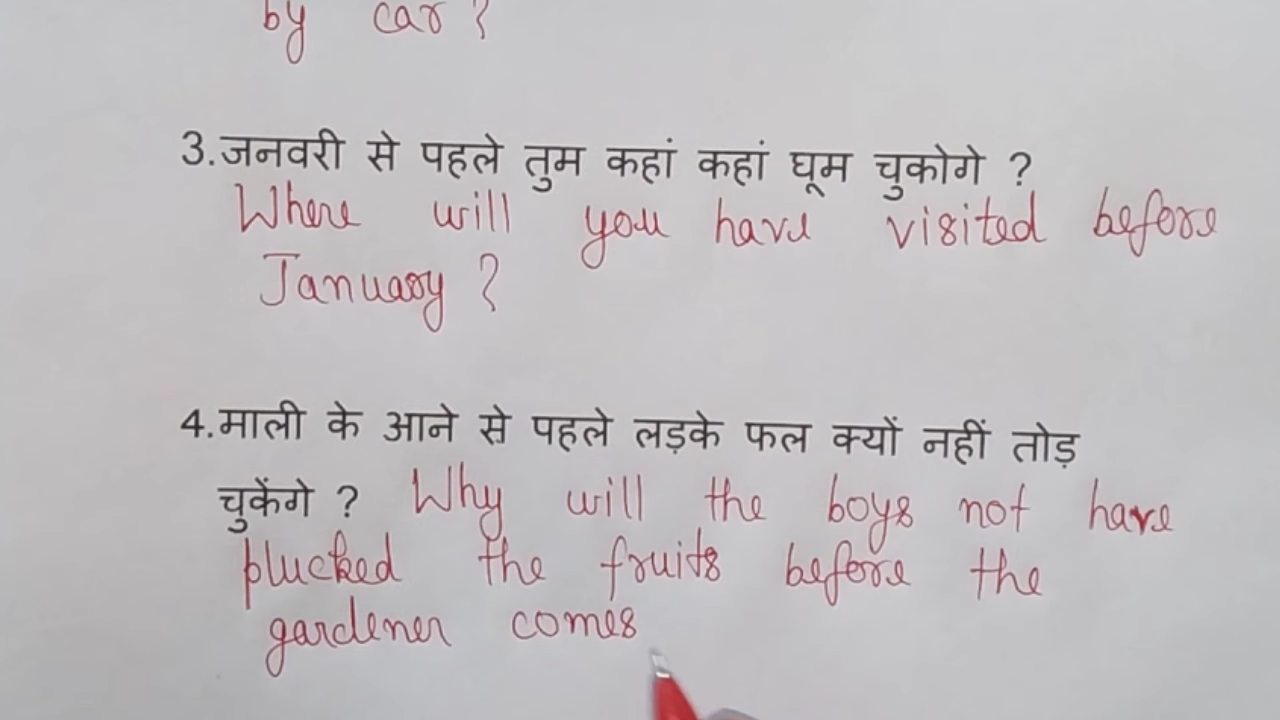 by car?
3.जनवरी से पहले तुम कहां कहां घूम चुकोगे ?
Where will you have visited before
January ?
4.माली के आने से पहले लड़के फल क्यों नहीं तोड़
चुकेंगे ? Why will the boys not have
plucked the fruits before the
gardener comes